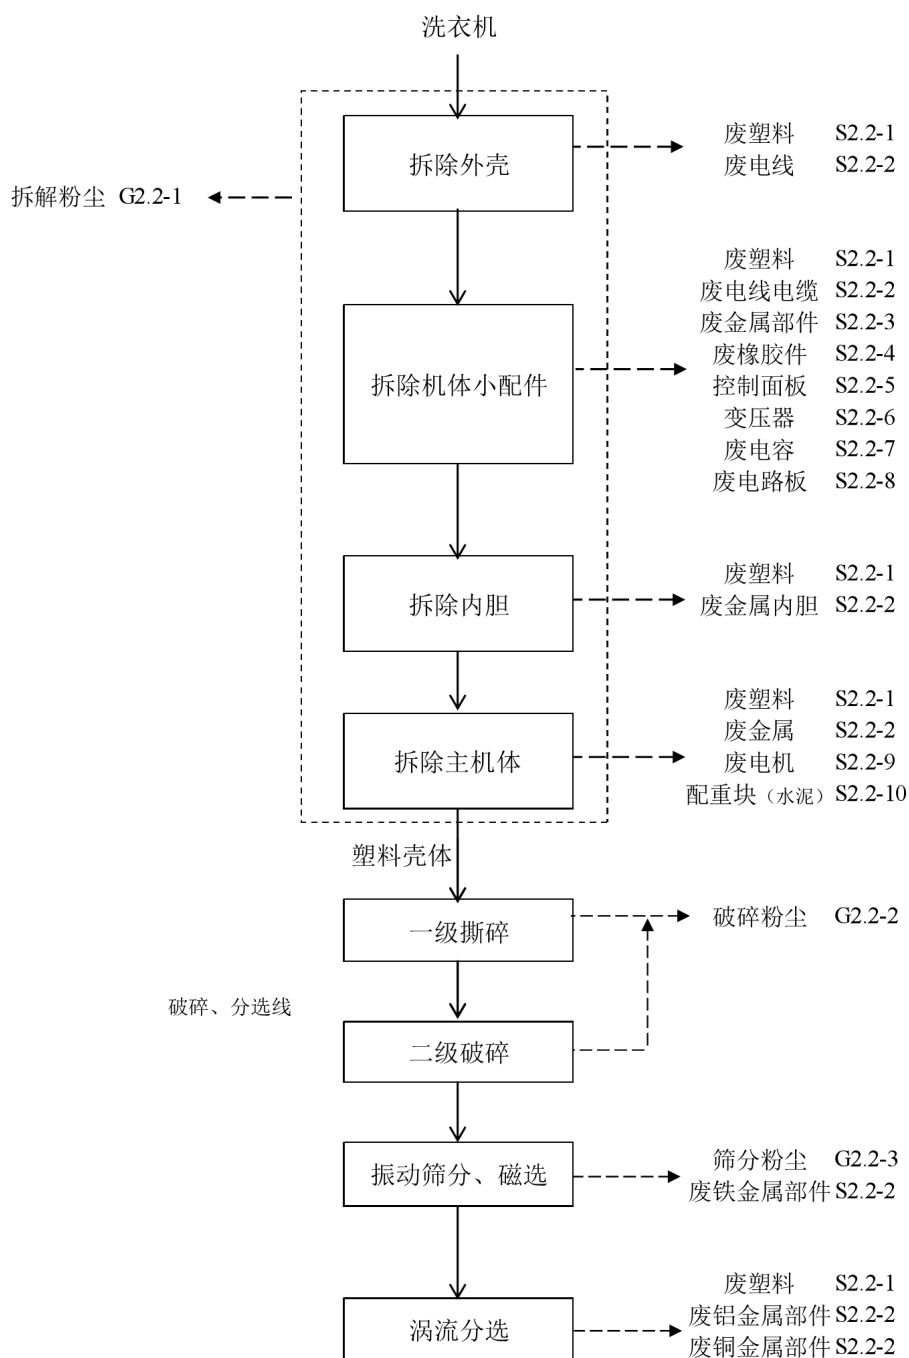 洗衣机
拆除外壳
废塑料 S2.2-1
废电线 S2.2-2
拆解粉尘 G2.2-1
拆除机体小配件
废塑料 S2.2-1
废电线电缆 S2.2-2
废金属部件 S2.2-3
废橡胶件 S2.2-4
控制面板 S2.2-5
变压器 S2.2-6
废电容 S2.2-7
废电路板 S2.2-8
拆除内胆
废塑料 S2.2-1
废金属内胆 S2.2-2
拆除主机体
废塑料 S2.2-1
废金属 S2.2-2
废电机 S2.2-9
配重块（水泥） S2.2-10
塑料壳体
一级撕碎
破碎粉尘 G2.2-2
破碎、分选线
二级破碎
振动筛分、磁选
筛分粉尘 G2.2-3
废铁金属部件 S2.2-2
涡流分选
废塑料 S2.2-1
废铝金属部件 S2.2-2
废铜金属部件 S2.2-2